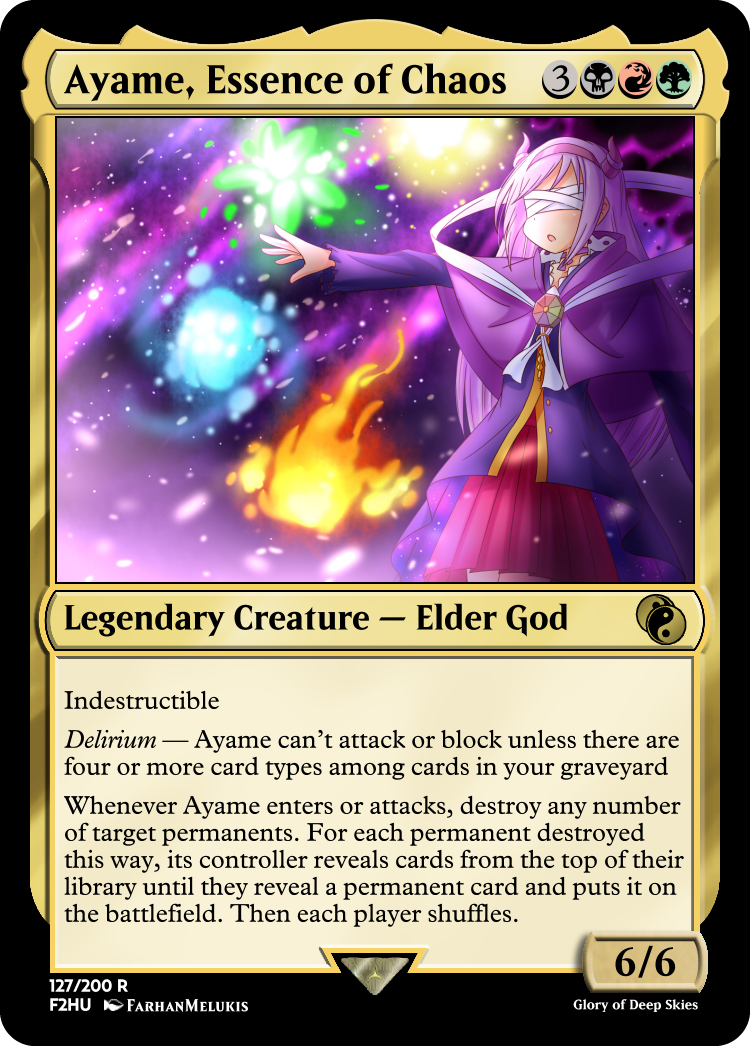 Ayame, Essence of Chaos 3
Legendary Creature — Elder God
Indestructible
Delirium — Ayame can't attack or block unless there are
four or more card types among cards in your graveyard
Whenever Ayame enters or attacks, destroy any number
of target permanents. For each permanent destroyed
this way, its controller reveals cards from the top of their
library until they reveal a permanent card and puts it on
the battlefield. Then each player shuffles.
6/6
127/200 R
F2HU FarhanMelukis
Glory of Deep Skies